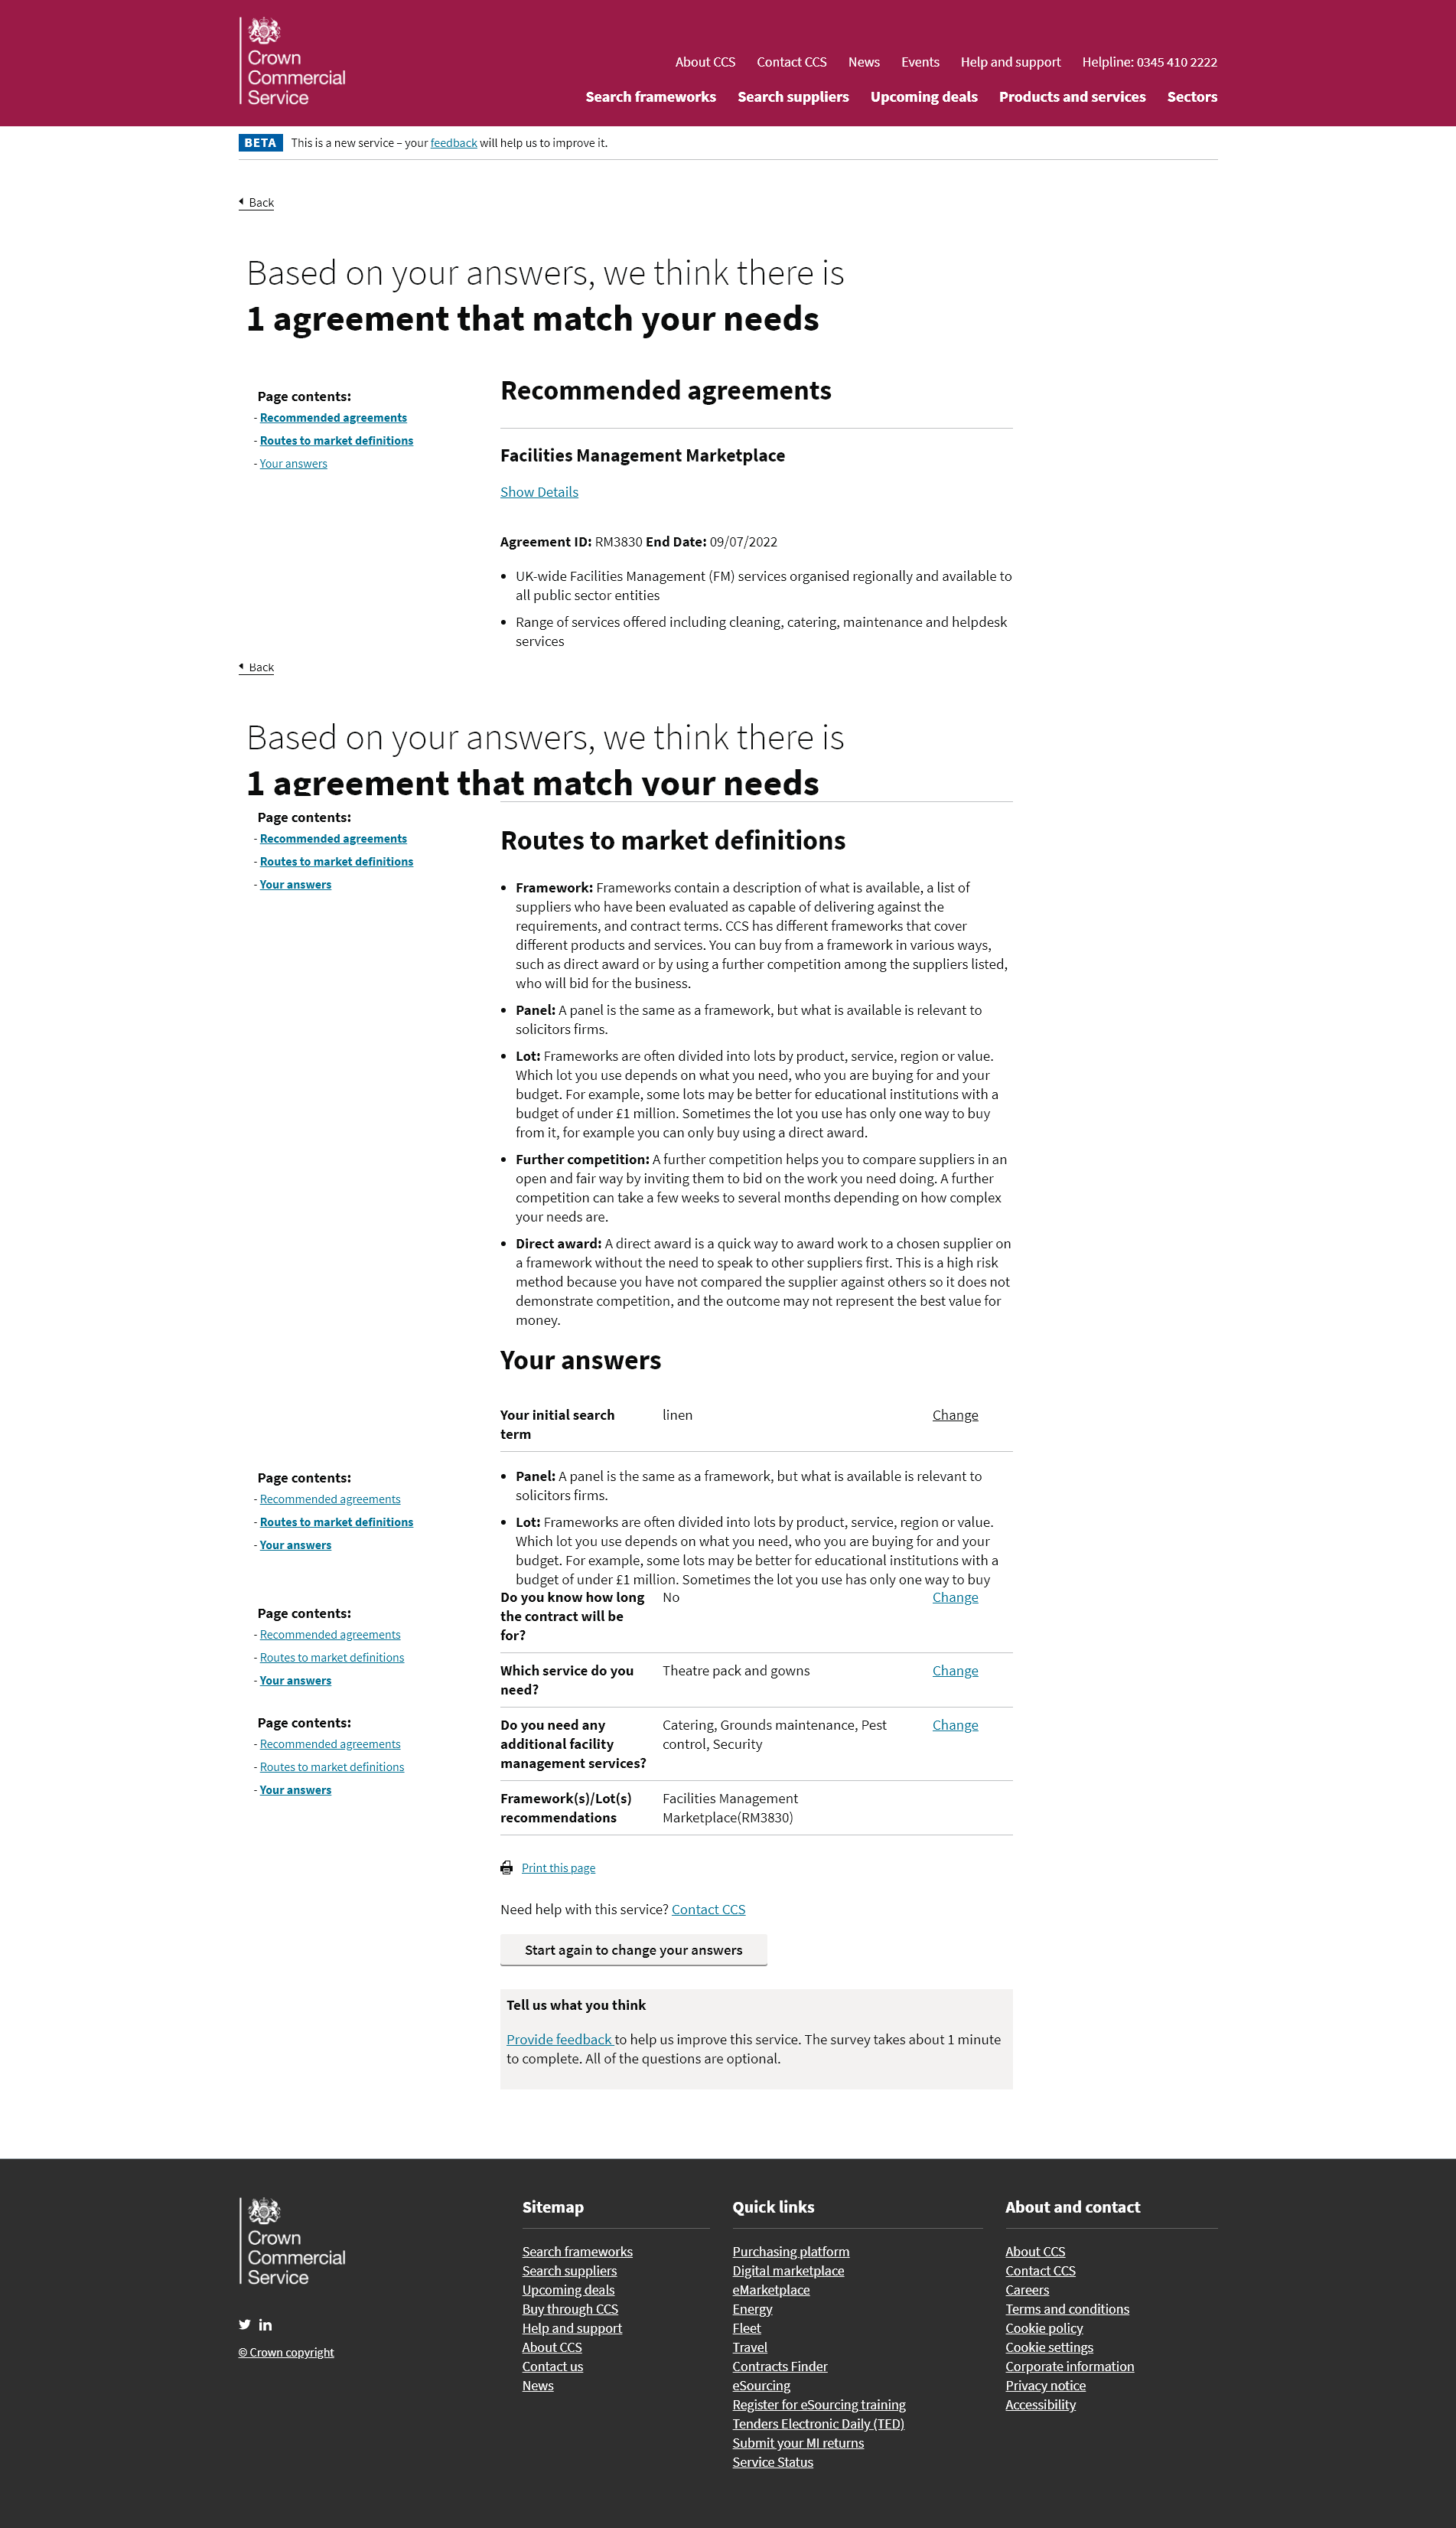 Crown
Commercial
Service
About CCS Contact CCS News Events Help and support Helpline: 0345 410 2222
Search frameworks Search suppliers Upcoming deals Products and services Sectors
BETA This is a new service – your feedback will help us to improve it.
Back
Based on your answers, we think there is
1 agreement that match your needs
Page contents:
- Recommended agreements
- Routes to market definitions
- Your answers
Recommended agreements
Facilities Management Marketplace
Show Details
Agreement ID: RM3830 End Date: 09/07/2022
• UK-wide Facilities Management (FM) services organised regionally and available to
all public sector entities
• Range of services offered including cleaning, catering, maintenance and helpdesk
services
Back
Based on your answers, we think there is
1 agreement that match your needs
Page contents:
- Recommended agreements
- Routes to market definitions
- Your answers
Routes to market definitions
• Framework: Frameworks contain a description of what is available, a list of
suppliers who have been evaluated as capable of delivering against the
requirements, and contract terms. CCS has different frameworks that cover
different products and services. You can buy from a framework in various ways,
such as direct award or by using a further competition among the suppliers listed,
who will bid for the business.
• Panel: A panel is the same as a framework, but what is available is relevant to
solicitors firms.
• Lot: Frameworks are often divided into lots by product, service, region or value.
Which lot you use depends on what you need, who you are buying for and your
budget. For example, some lots may be better for educational institutions with a
budget of under £1 million. Sometimes the lot you use has only one way to buy
from it, for example you can only buy using a direct award.
• Further competition: A further competition helps you to compare suppliers in an
open and fair way by inviting them to bid on the work you need doing. A further
competition can take a few weeks to several months depending on how complex
your needs are.
• Direct award: A direct award is a quick way to award work to a chosen supplier on
a framework without the need to speak to other suppliers first. This is a high risk
method because you have not compared the supplier against others so it does not
demonstrate competition, and the outcome may not represent the best value for
money.
Your answers
Your initial search
term
linen
Change
Page contents:
- Recommended agreements
- Routes to market definitions
- Your answers
• Panel: A panel is the same as a framework, but what is available is relevant to
solicitors firms.
• Lot: Frameworks are often divided into lots by product, service, region or value.
Which lot you use depends on what you need, who you are buying for and your
budget. For example, some lots may be better for educational institutions with a
budget of under £1 million. Sometimes the lot you use has only one way to buy
Do you know how long
the contract will be
for?
No
Change
Page contents:
- Recommended agreements
- Routes to market definitions
- Your answers
Which service do you
need?
Theatre pack and gowns
Change
Page contents:
- Recommended agreements
- Routes to market definitions
- Your answers
Do you need any
additional facility
management services?
Catering, Grounds maintenance, Pest
control, Security
Change
Framework(s)/Lot(s)
recommendations
Facilities Management
Marketplace(RM3830)
Print this page
Need help with this service? Contact CCS
Start again to change your answers
Tell us what you think
Provide feedback to help us improve this service. The survey takes about 1 minute
to complete. All of the questions are optional.
Crown
Commercial
Service
© Crown copyright
Sitemap
Search frameworks
Search suppliers
Upcoming deals
Buy through CCS
Help and support
About CCS
Contact us
News
Quick links
Purchasing platform
Digital marketplace
eMarketplace
Energy
Fleet
Travel
Contracts Finder
eSourcing
Register for eSourcing training
Tenders Electronic Daily (TED)
Submit your MI returns
Service Status
About and contact
About CCS
Contact CCS
Careers
Terms and conditions
Cookie policy
Cookie settings
Corporate information
Privacy notice
Accessibility